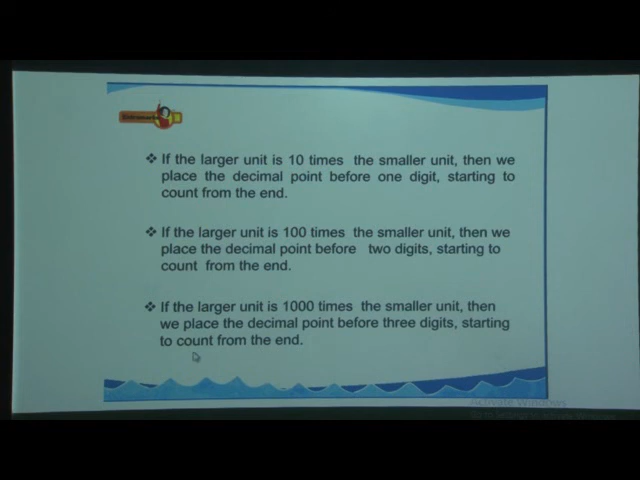 ❖ If the larger unit is 10 times the smaller unit, then we
place the decimal point before one digit, starting to
count from the end.
❖ If the larger unit is 100 times the smaller unit, then we
place the decimal point before two digits, starting to
count from the end.
❖ If the larger unit is 1000 times the smaller unit, then
we place the decimal point before three digits, starting
to count from the end.
Activate Windows